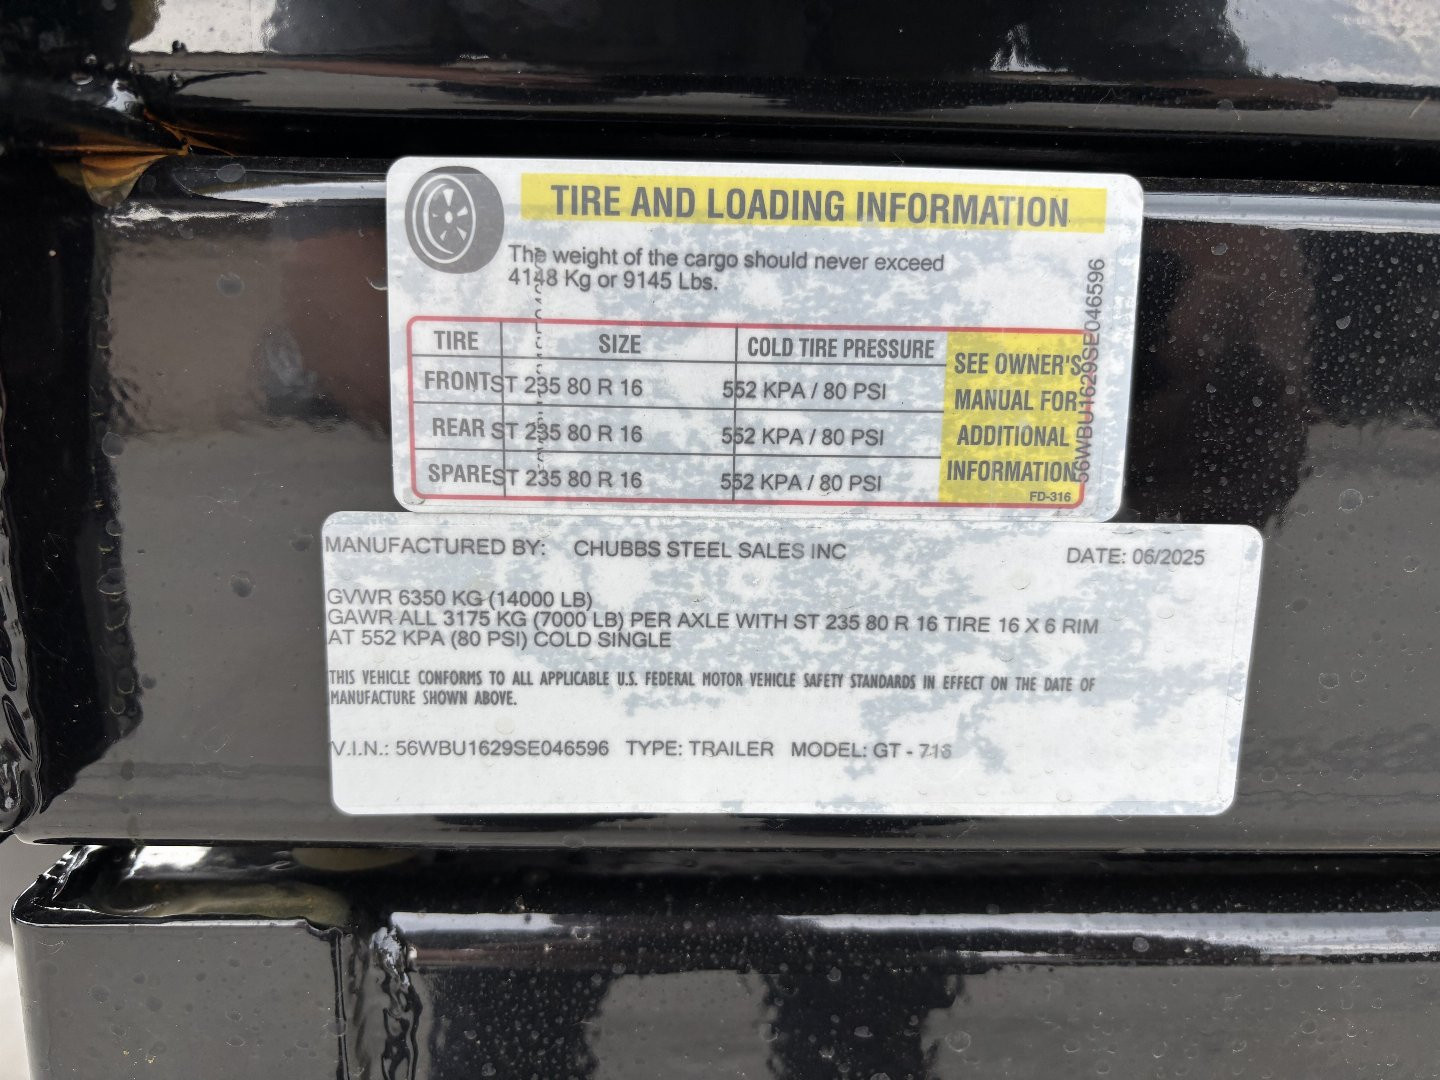 TIRE AND LOADING INFORMATION
The weight of the cargo should never exceed
4148 Kg or 9145 Lbs.
TIRE SIZE COLD TIRE PRESSURE
FRONT ST 235 80 R 16 552 KPA / 80 PSI
REAR ST 235 80 R 16 552 KPA / 80 PSI
SPARE ST 235 80 R 16 552 KPA / 80 PSI
SEE OWNER'S
MANUAL FOR
ADDITIONAL
INFORMATION
FD-316
56WBU1629SE046596
MANUFACTURED BY: CHUBBS STEEL SALES INC DATE: 06/2025
GVWR 6350 KG (14000 LB)
GAWR ALL 3175 KG (7000 LB) PER AXLE WITH ST 235 80 R 16 TIRE 16 X 6 RIM
AT 552 KPA (80 PSI) COLD SINGLE
THIS VEHICLE CONFORMS TO ALL APPLICABLE U.S. FEDERAL MOTOR VEHICLE SAFETY STANDARDS IN EFFECT ON THE DATE OF
MANUFACTURE SHOWN ABOVE.
V.I.N.: 56WBU1629SE046596 TYPE: TRAILER MODEL: GT -